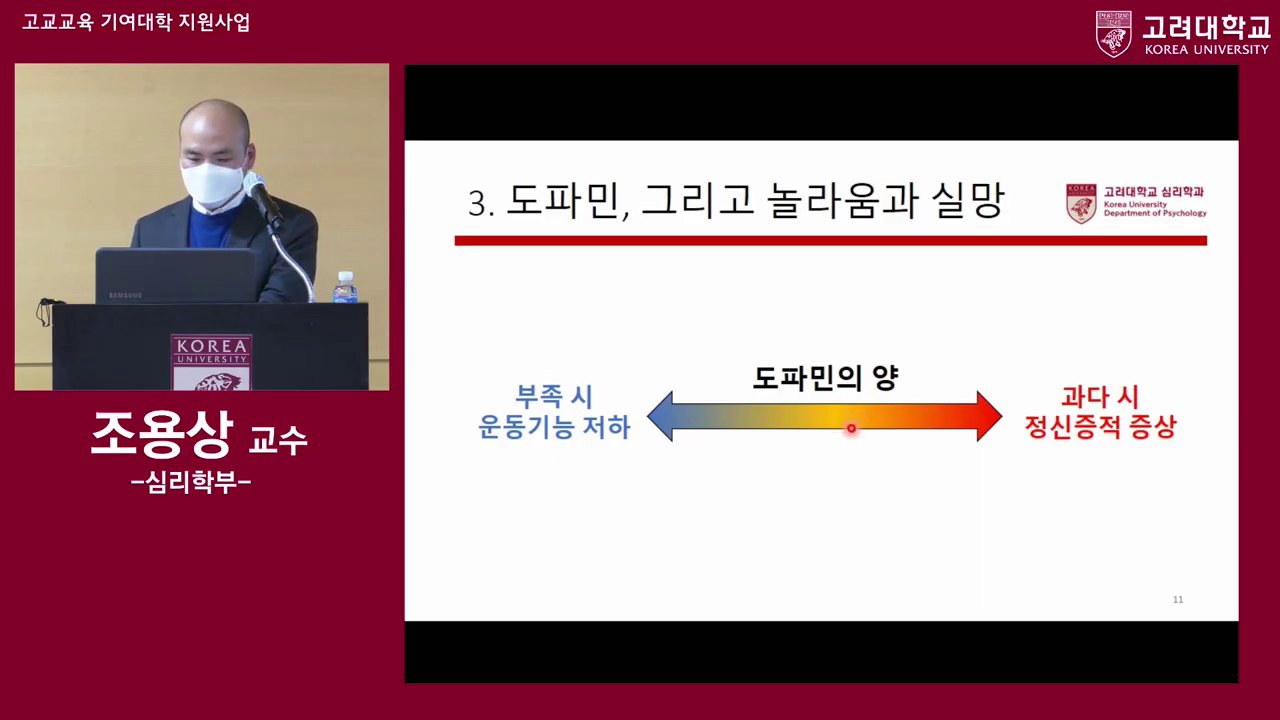 고교교육 기여대학 지원사업
고려대학교
KOREA UNIVERSITY
SAMSUNG
KOREA
UNIVERSITY
조용상 교수
-심리학부-
3. 도파민, 그리고 놀라움과 실망
KOREA
고려대학교 심리학과
Korea University
Department of Psychology
도파민의 양
부족 시
운동기능 저하
과다 시
정신증적 증상
11